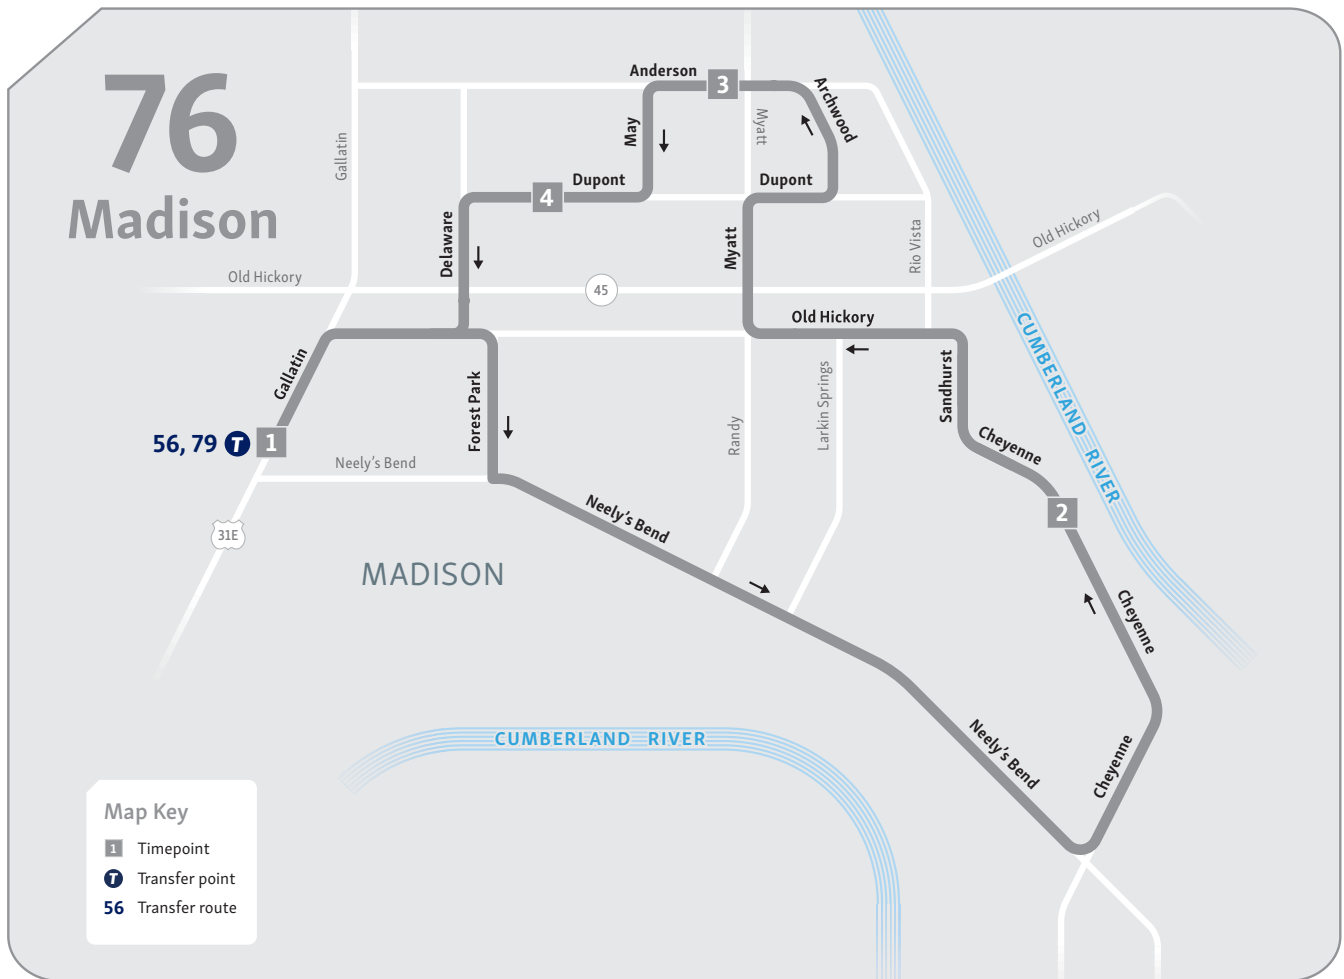 76
Madison
Anderson
3
Archwood
Gallatin
May
Myatt
Dupont
4
Dupont
Delaware
Myatt
Rio Vista
Old Hickory
Old Hickory
45
Old Hickory
CUMBERLAND RIVER
Gallatin
Forest Park
Randy
Larkin Springs
Sandhurst
Cheyenne
56, 79 T 1
Neely's Bend
2
31E
Neely's Bend
MADISON
Cheyenne
CUMBERLAND RIVER
Neely's Bend
Cheyenne
Map Key
1 Timepoint
T Transfer point
56 Transfer route